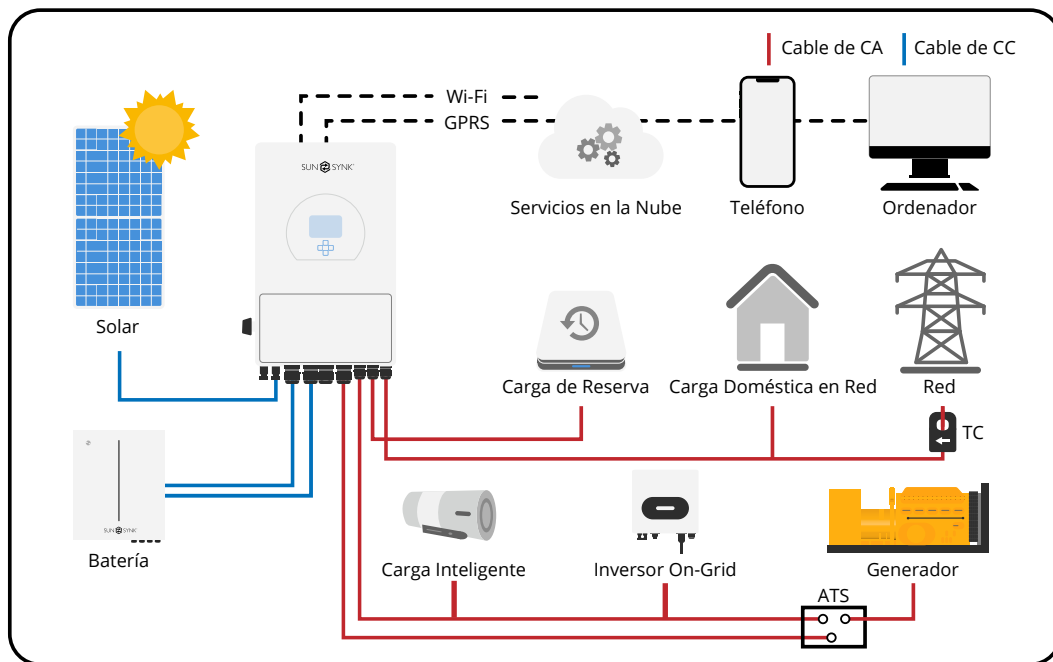 Cable de CA
Cable de CC
Wi-Fi
GPRS
SUN SYNK
Servicios en la Nube
Teléfono
Ordenador
Solar
Carga de Reserva
Carga Doméstica en Red
Red
TC
SUN SYNK
Batería
Carga Inteligente
Inversor On-Grid
Generador
ATS